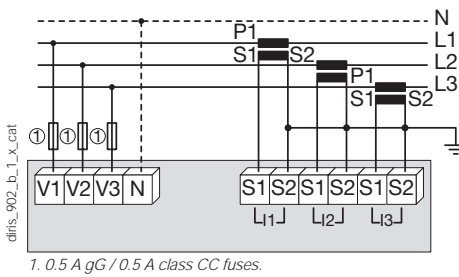 N
P1
L1
S1 S2
L2
P1
L3
S1 S2
1 1 1
diris_902_b_1_x_cat
V1 V2 V3 N S1 S2 S1 S2 S1 S2
I1 I2 I3
1. 0.5 A gG / 0.5 A class CC fuses.